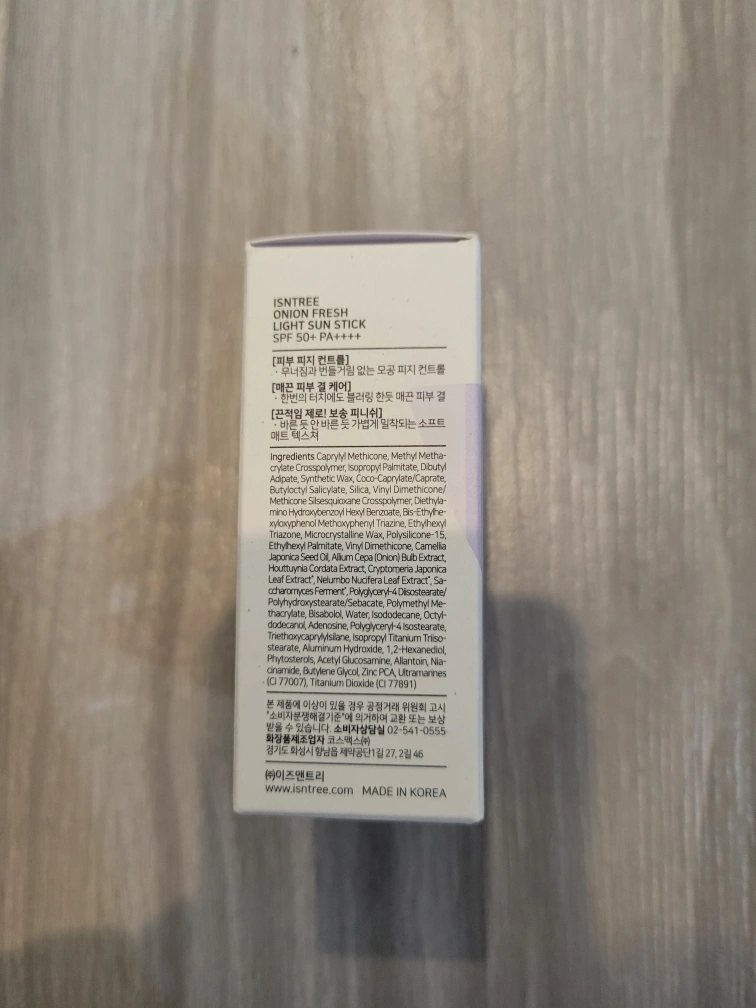 ISNTREE
ONION FRESH
LIGHT SUN STICK
SPF 50+ PA++++
[피부 피지 컨트롤]
· 무너짐과 번들거림 없는 모공 피지 컨트롤
[매끈 피부 결 케어]
· 한번의 터치에도 블러링 한듯 매끈 피부 결
[끈적임 제로! 보송 피니쉬]
· 바른 듯 안 바른 듯 가볍게 밀착되는 소프트
매트 텍스쳐
Ingredients Caprylyl Methicone, Methyl Metha-
crylate Crosspolymer, Isopropyl Palmitate, Dibutyl
Adipate, Synthetic Wax, Coco-Caprylate/Caprate,
Butyloctyl Salicylate, Silica, Vinyl Dimethicone/
Methicone Silsesquioxane Crosspolymer, Diethyla-
mino Hydroxybenzoyl Hexyl Benzoate, Bis-Ethylhe-
xyloxyphenol Methoxyphenyl Triazine, Ethylhexyl
Triazone, Microcrystalline Wax, Polysilicone-15,
Ethylhexyl Palmitate, Vinyl Dimethicone, Camellia
Japonica Seed Oil, Allium Cepa (Onion) Bulb Extract,
Houttuynia Cordata Extract, Cryptomeria Japonica
Leaf Extract*, Nelumbo Nucifera Leaf Extract*, Sa-
ccharomyces Ferment*, Polyglyceryl-4 Diisostearate/
Polyhydroxystearate/Sebacate, Polymethyl Me-
thacrylate, Bisabolol, Water, Isododecane, Octyl-
dodecanol, Adenosine, Polyglyceryl-4 Isostearate,
Triethoxycaprylylsilane, Isopropyl Titanium Triiso-
stearate, Aluminum Hydroxide, 1,2-Hexanediol,
Phytosterols, Acetyl Glucosamine, Allantoin, Nia-
cinamide, Butylene Glycol, Zinc PCA, Ultramarines
(CI 77007), Titanium Dioxide (CI 77891)
본 제품에 이상이 있을 경우 공정거래 위원회 고시
"소비자분쟁해결기준"에 의거하여 교환 또는 보상
받을 수 있습니다. 소비자상담실 02-541-0555
화장품제조업자 코스맥스㈜
경기도 화성시 향남읍 제약공단1길 27, 2길 46
㈜이즈앤트리
www.isntree.com MADE IN KOREA